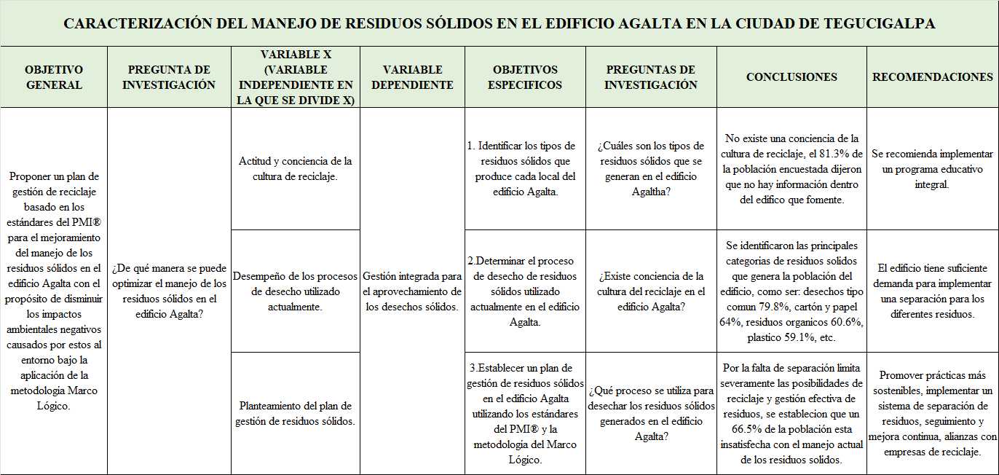 CARACTERIZACIÓN DEL MANEJO DE RESIDUOS SÓLIDOS EN EL EDIFICIO AGALTA EN LA CIUDAD DE TEGUCIGALPA
OBJETIVO
GENERAL
PREGUNTA DE
INVESTIGACIÓN
VARIABLE X
(VARIABLE
INDEPENDIENTE EN
LA QUE SE DIVIDE X)
VARIABLE
DEPENDIENTE
OBJETIVOS
ESPECIFICOS
PREGUNTAS DE
INVESTIGACIÓN
CONCLUSIONES
RECOMENDACIONES
Proponer un plan de
gestión de reciclaje
basado en los
estándares del PMI®
para el mejoramiento
del manejo de los
residuos sólidos en el
edificio Agalta con el
propósito de disminuir
los impactos
ambientales negativos
causados por estos al
entorno bajo la
aplicación de la
metodologia Marco
Lógico.
¿De qué manera se puede
optimizar el manejo de los
residuos sólidos en el
edificio Agalta?
Actitud y conciencia de la
cultura de reciclaje.
Gestión integrada para
el aprovechamiento de
los desechos sólidos.
1. Identificar los tipos de
residuos sólidos que
produce cada local del
edificio Agalta.
¿Cuáles son los tipos de
residuos sólidos que se
generan en el edificio
Agaltha?
No existe una conciencia de la
cultura de reciclaje, el 81.3% de
la población encuestada dijeron
que no hay información dentro
del edifico que fomente.
Se recomienda implementar
un programa educativo
integral.
Desempeño de los procesos
de desecho utilizado
actualmente.
2.Determinar el proceso
de desecho de residuos
sólidos utilizado
actualmente en el edificio
Agalta.
¿Existe conciencia de la
cultura del reciclaje en el
edificio Agalta?
Se identificaron las principales
categorias de residuos solidos
que genera la población del
edificio, como ser: desechos tipo
comun 79.8%, cartón y papel
64%, residuos organicos 60.6%,
plastico 59.1%, etc.
El edificio tiene suficiente
demanda para implementar
una separación para los
diferentes residuos.
Planteamiento del plan de
gestión de residuos sólidos.
3.Establecer un plan de
gestión de residuos sólidos
en el edificio Agalta
utilizando los estándares
del PMI® y la
metodologia del Marco
Lógico.
¿Qué proceso se utiliza para
desechar los residuos sólidos
generados en el edificio
Agalta?
Por la falta de separación limita
severamente las posibilidades de
reciclaje y gestión efectiva de
residuos, se establecion que un
66.5% de la población esta
insatisfecha con el manejo actual
de los residuos solidos.
Promover prácticas más
sostenibles, implementar un
sistema de separación de
residuos, seguimiento y
mejora continua, alianzas con
empresas de reciclaje.